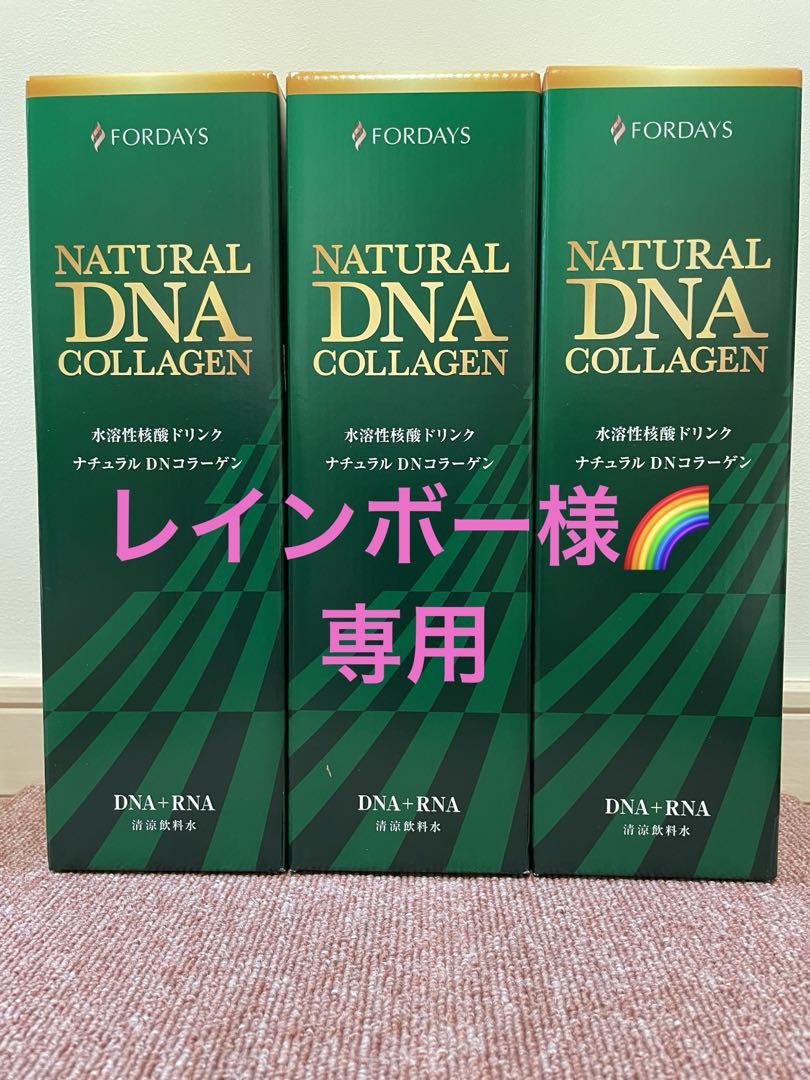 FORDAYS
NATURAL
DNA
COLLAGEN
水溶性核酸ドリンク
ナチュラル DNコラーゲン
DNA+RNA
清涼飲料水
FORDAYS
NATURAL
DNA
COLLAGEN
水溶性核酸ドリンク
ナチュラル DNコラーゲン
DNA+RNA
清涼飲料水
FORDAYS
NATURAL
DNA
COLLAGEN
水溶性核酸ドリンク
ナチュラル DNコラーゲン
DNA+RNA
清涼飲料水
レインボー様🌈
専用